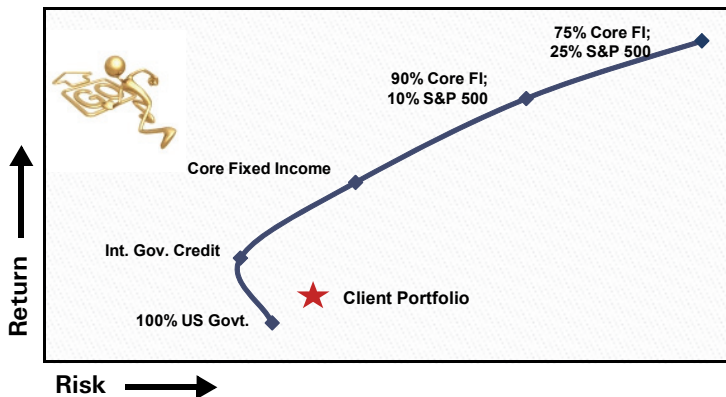 75% Core FI;
25% S&P 500
90% Core FI;
10% S&P 500
GO
Core Fixed Income
Int. Gov. Credit
Client Portfolio
100% US Govt.
Return
Risk